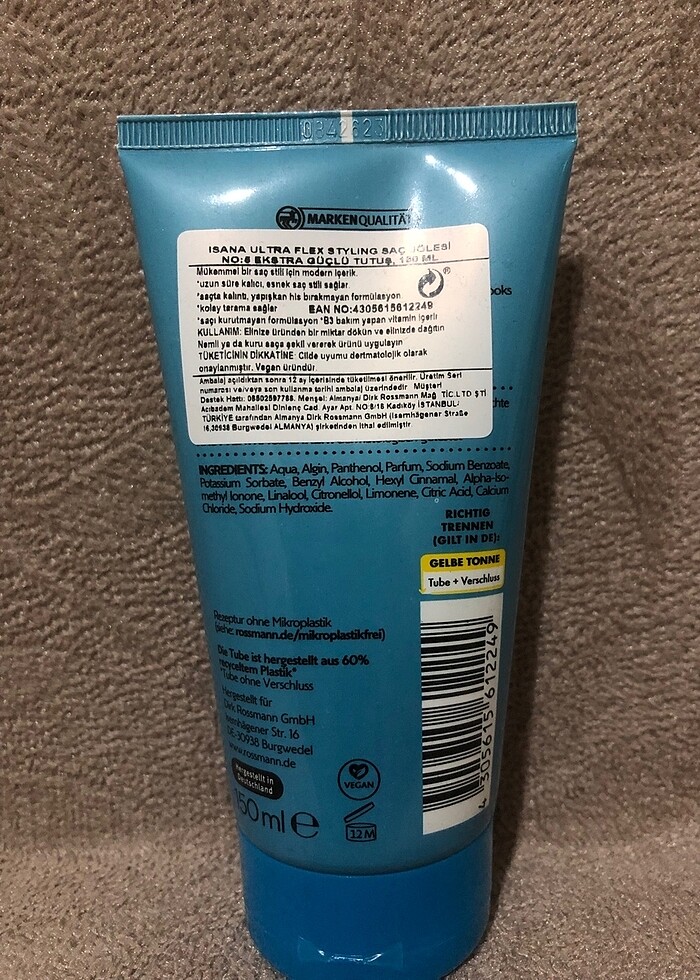 0342623
MARKENQUALITÄT
ISANA ULTRA FLEX STYLING SAÇ JÖLESİ
NO:5 EKSTRA GÜÇLÜ TUTUŞ, 150 ML
Mükemmel bir saç stili için modern içerik.
*uzun süre kalıcı, esnek saç stili sağlar.
*saçta kalıntı, yapışkan his bırakmayan formülasyon
*kolay tarama sağlar EAN NO:4305615612249
*saçı kurutmayan formülasyon *B3 bakım yapan vitamin içerir
KULLANIM: Elinize üründen bir miktar dökün ve elinizde dağıtın
Nemli ya da kuru saça şekil vererek ürünü uygulayın
TÜKETİCİNİN DİKKATİNE: Cilde uyumu dermatolojik olarak
onaylanmıştır. Vegan üründür.
Ambalaj açıldıktan sonra 12 ay içerisinde tüketilmesi önerilir. Üretim Seri
numarası ve/veya son kullanma tarihi ambalaj üzerindedir Müşteri
Destek Hattı: 08502597788. Menşei: Almanya/ Dirk Rossmann Mağ TİC.LTD ŞTİ
Acıbadem Mahallesi Dinlenç Cad. Ayar Apt. NO:8/18 Kadıköy İSTANBUL/
TÜRKİYE tarafından Almanya Dirk Rossmann GmbH (Isernhägener Straße
16,30938 Burgwedel ALMANYA) şirketinden ithal edilmiştir
ooks
chte
INGREDIENTS: Aqua, Algin, Panthenol, Parfum, Sodium Benzoate,
Potassium Sorbate, Benzyl Alcohol, Hexyl Cinnamal, Alpha-Iso-
methyl Ionone, Linalool, Citronellol, Limonene, Citric Acid, Calcium
Chloride, Sodium Hydroxide.
RICHTIG
TRENNEN
(GILT IN DE):
GELBE TONNE
Tube + Verschluss
Rezeptur ohne Mikroplastik
(siehe: rossmann.de/mikroplastikfrei)
Die Tube ist hergestellt aus 60%
recyceltem Plastik*
*Tube ohne Verschluss
Hergestellt für
Dirk Rossmann GmbH
Isernhägener Str. 16
DE-30938 Burgwedel
www.rossmann.de
Hergestellt in
Deutschland
150 ml e
VEGAN
12 M
4 305615 612249